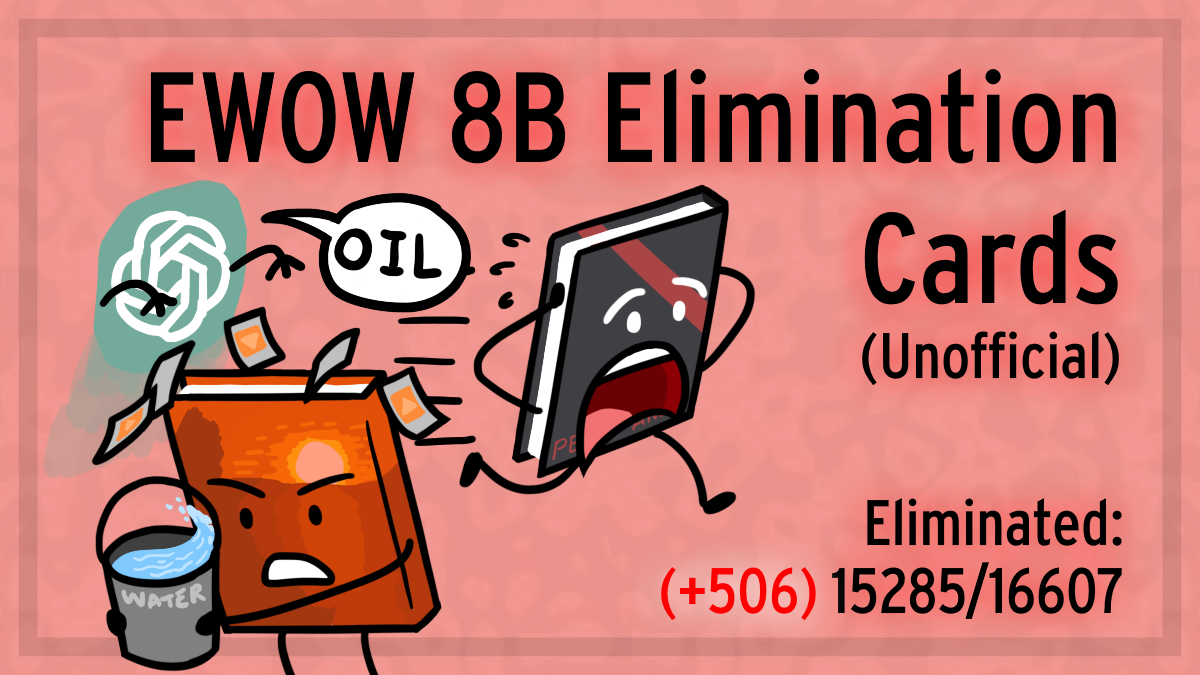 EWOW 8B Elimination
Cards
(Unofficial)
OIL
WATER
Eliminated:
(+506) 15285/16607